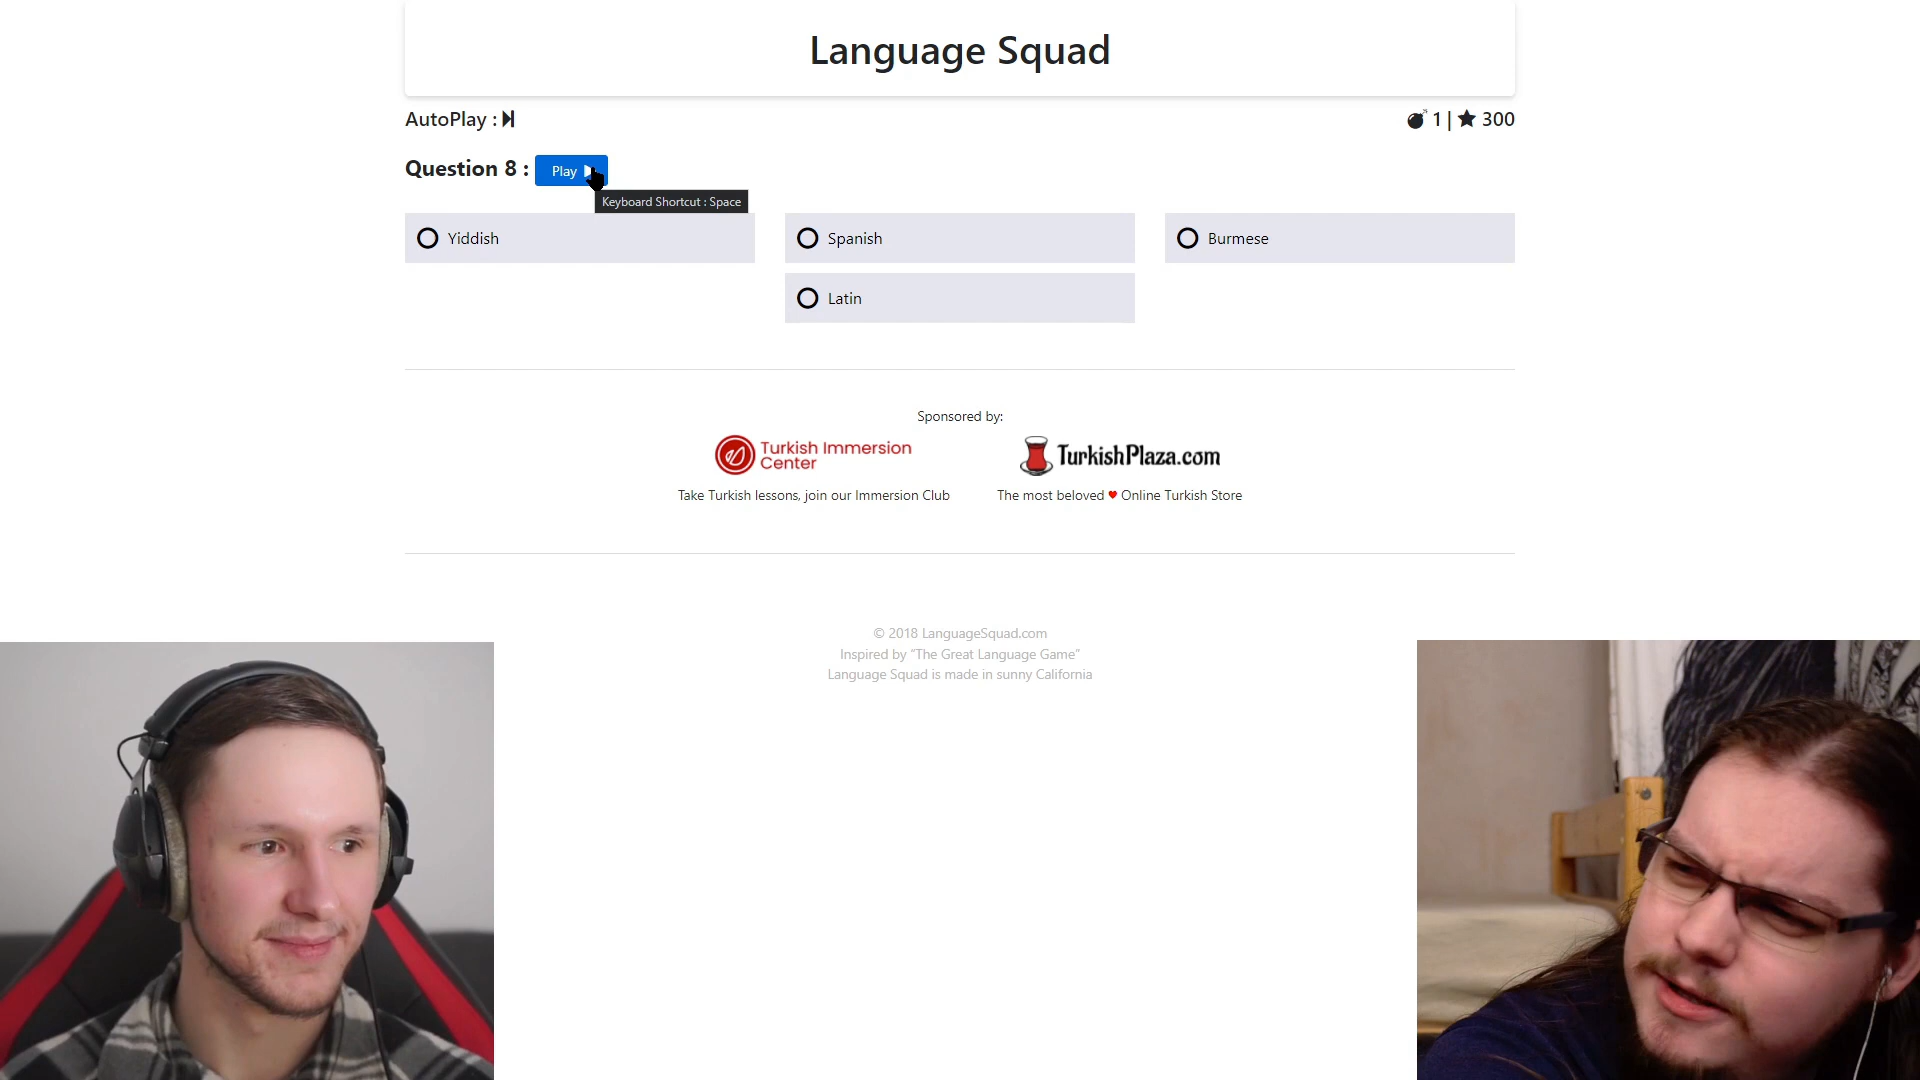 Language Squad
AutoPlay :
1 | 300
Question 8 :
Play
Keyboard Shortcut : Space
Yiddish
Spanish
Burmese
Latin
Sponsored by:
Turkish Immersion
Center
TurkishPlaza.com
Take Turkish lessons, join our Immersion Club
The most beloved ♥ Online Turkish Store
© 2018 LanguageSquad.com
Inspired by "The Great Language Game"
Language Squad is made in sunny California